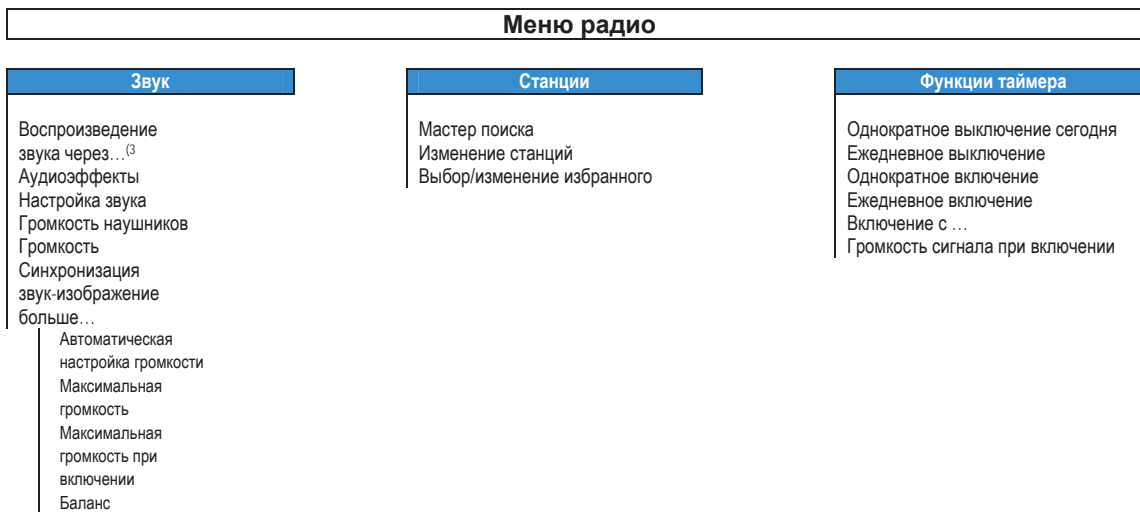 Меню радио
Звук
Воспроизведение
звука через…(3
Аудиоэффекты
Настройка звука
Громкость наушников
Громкость
Синхронизация
звук-изображение
больше…
Автоматическая
настройка громкости
Максимальная
громкость
Максимальная
громкость при
включении
Баланс
Станции
Мастер поиска
Изменение станций
Выбор/изменение избранного
Функции таймера
Однократное выключение сегодня
Ежедневное выключение
Однократное включение
Ежедневное включение
Включение с …
Громкость сигнала при включении